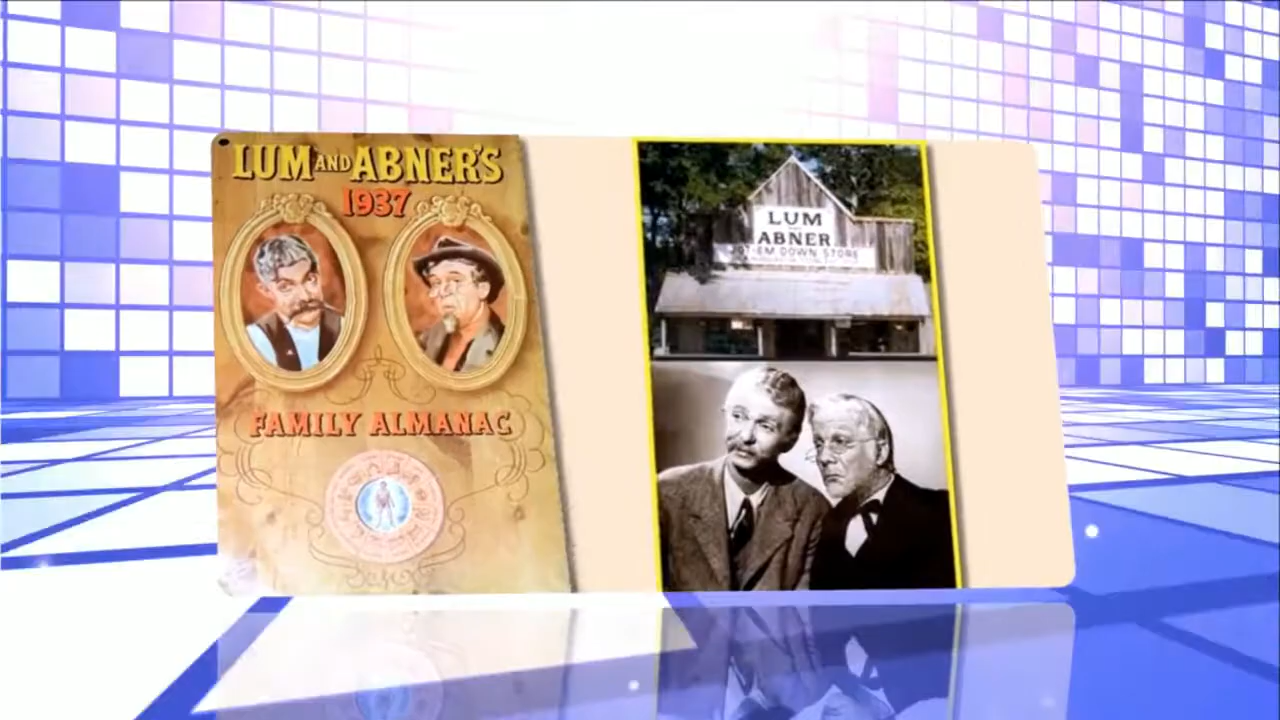 LUM AND ABNER'S
1937
FAMILY ALMANAC
LUM
ABNER
JOT-EM DOWN STORE